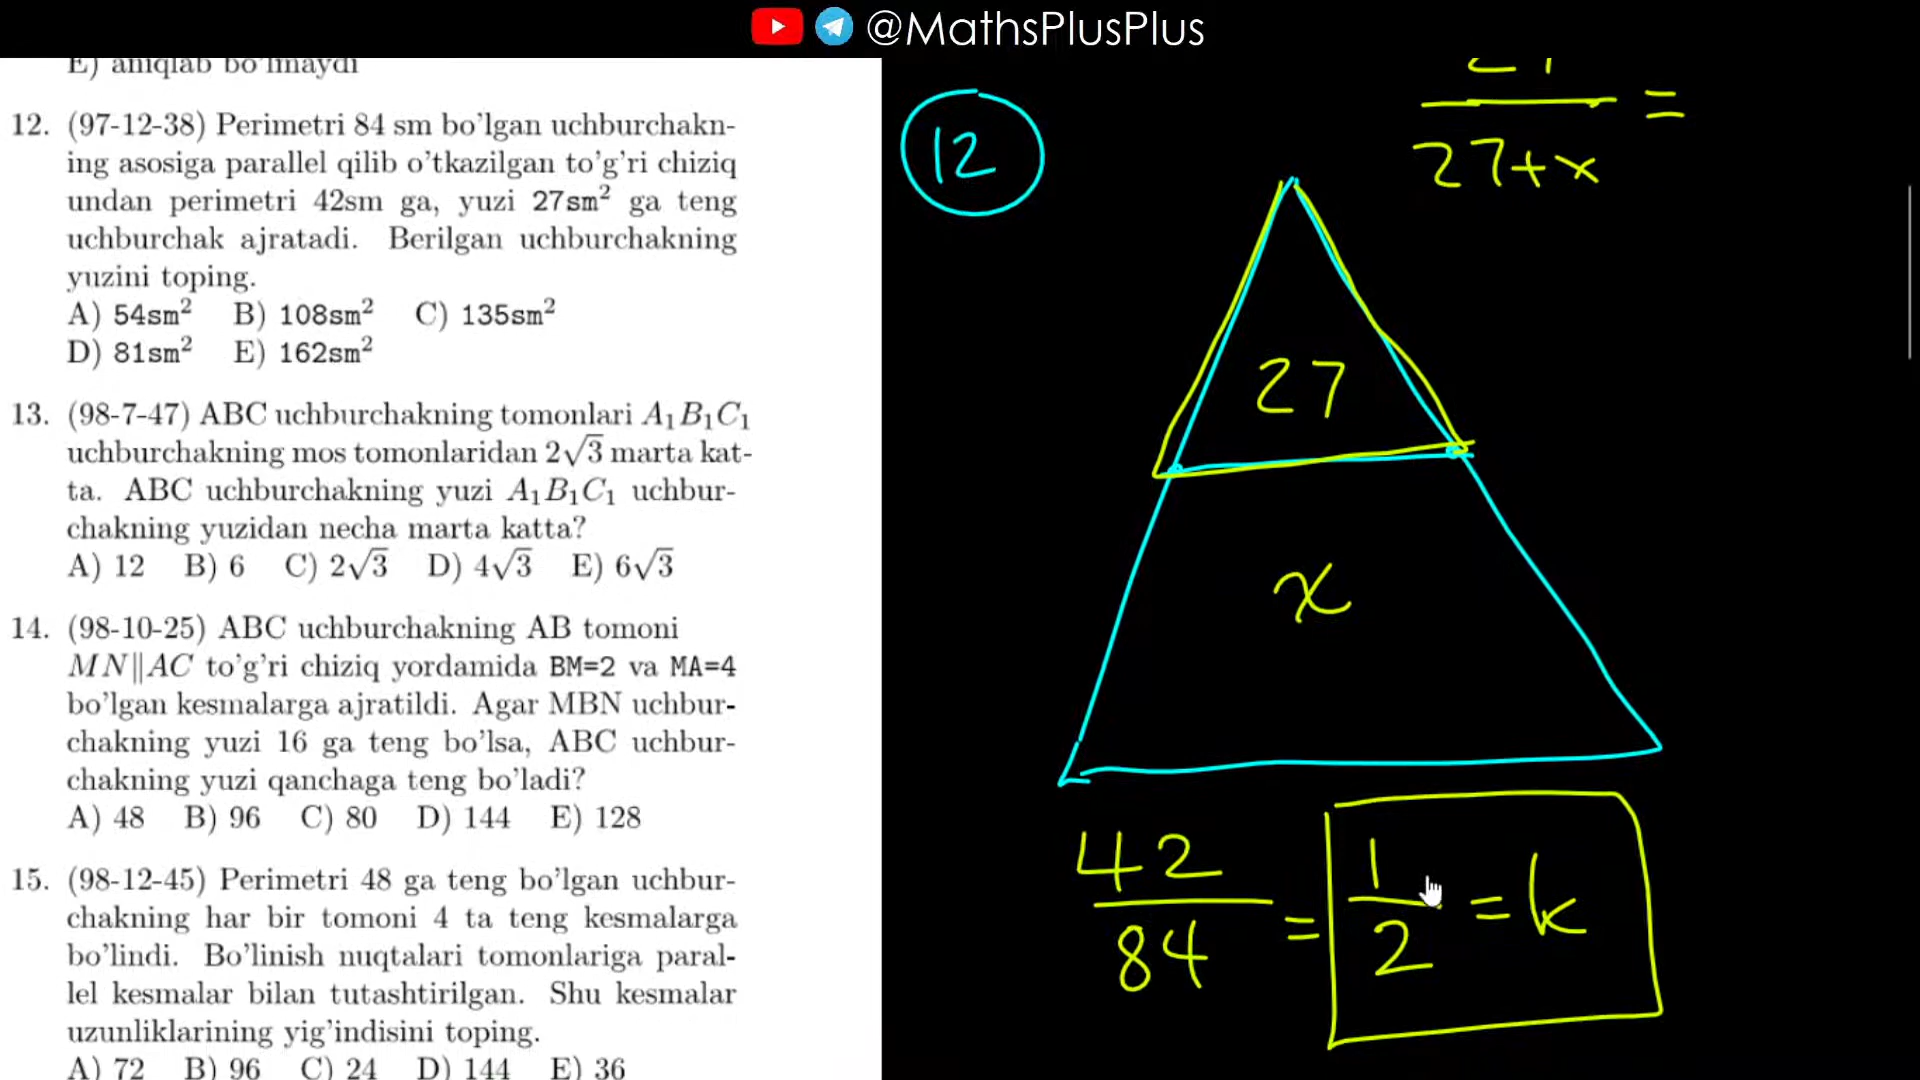 @MathsPlusPlus
E) aniqlab bo'lmaydi
12. (97-12-38) Perimetri 84 sm bo'lgan uchburchakn-
ing asosiga parallel qilib o'tkazilgan to'g'ri chiziq
undan perimetri 42sm ga, yuzi 27sm² ga teng
uchburchak ajratadi. Berilgan uchburchakning
yuzini toping.
A) 54sm² B) 108sm² C) 135sm²
D) 81sm² E) 162sm²
13. (98-7-47) ABC uchburchakning tomonlari A₁B₁C₁
uchburchakning mos tomonlaridan 2√3 marta kat-
ta. ABC uchburchakning yuzi A₁B₁C₁ uchbur-
chakning yuzidan necha marta katta?
A) 12 B) 6 C) 2√3 D) 4√3 E) 6√3
14. (98-10-25) ABC uchburchakning AB tomoni
MN∥AC to'g'ri chiziq yordamida BM=2 va MA=4
bo'lgan kesmalarga ajratildi. Agar MBN uchbur-
chakning yuzi 16 ga teng bo'lsa, ABC uchbur-
chakning yuzi qanchaga teng bo'ladi?
A) 48 B) 96 C) 80 D) 144 E) 128
15. (98-12-45) Perimetri 48 ga teng bo'lgan uchbur-
chakning har bir tomoni 4 ta teng kesmalarga
bo'lindi. Bo'linish nuqtalari tomonlariga paral-
lel kesmalar bilan tutashtirilgan. Shu kesmalar
uzunliklarining yig'indisini toping.
A) 72 B) 96 C) 24 D) 144 E) 36
12
=
27+x
27
x
42
84
=
1
2
= k